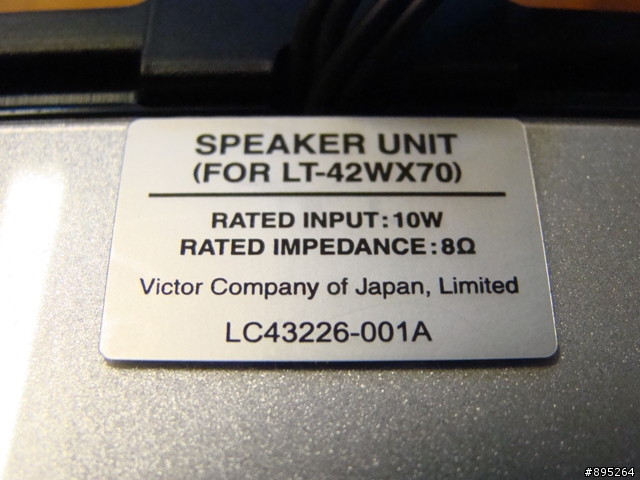 SPEAKER UNIT
(FOR LT-42WX70)
RATED INPUT:10W
RATED IMPEDANCE:8Ω
Victor Company of Japan, Limited
LC43226-001A
#895264